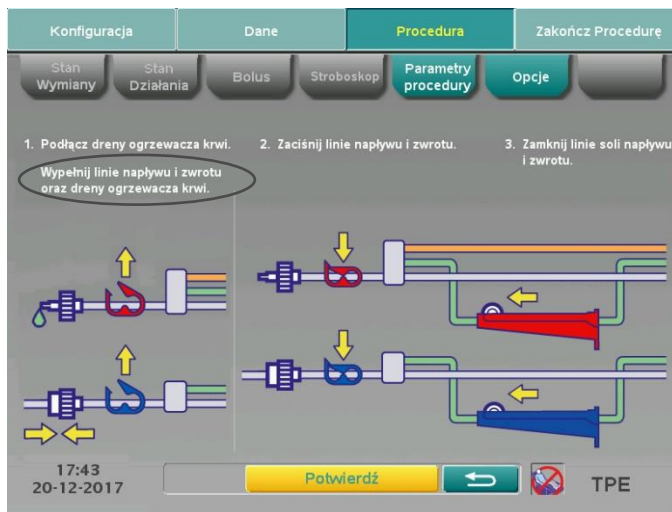 Konfiguracja
Dane
Procedura
Zakończ Procedurę
Stan
Wymiany
Stan
Działania
Bolus
Stroboskop
Parametry
procedury
Opcje
1. Podłącz dreny ogrzewacza krwi.
Wypełnij linie napływu i zwrotu
oraz dreny ogrzewacza krwi.
2. Zaciśnij linie napływu i zwrotu.
3. Zamknij linie soli napływu
i zwrotu.
17:43
20-12-2017
Potwierdź
TPE